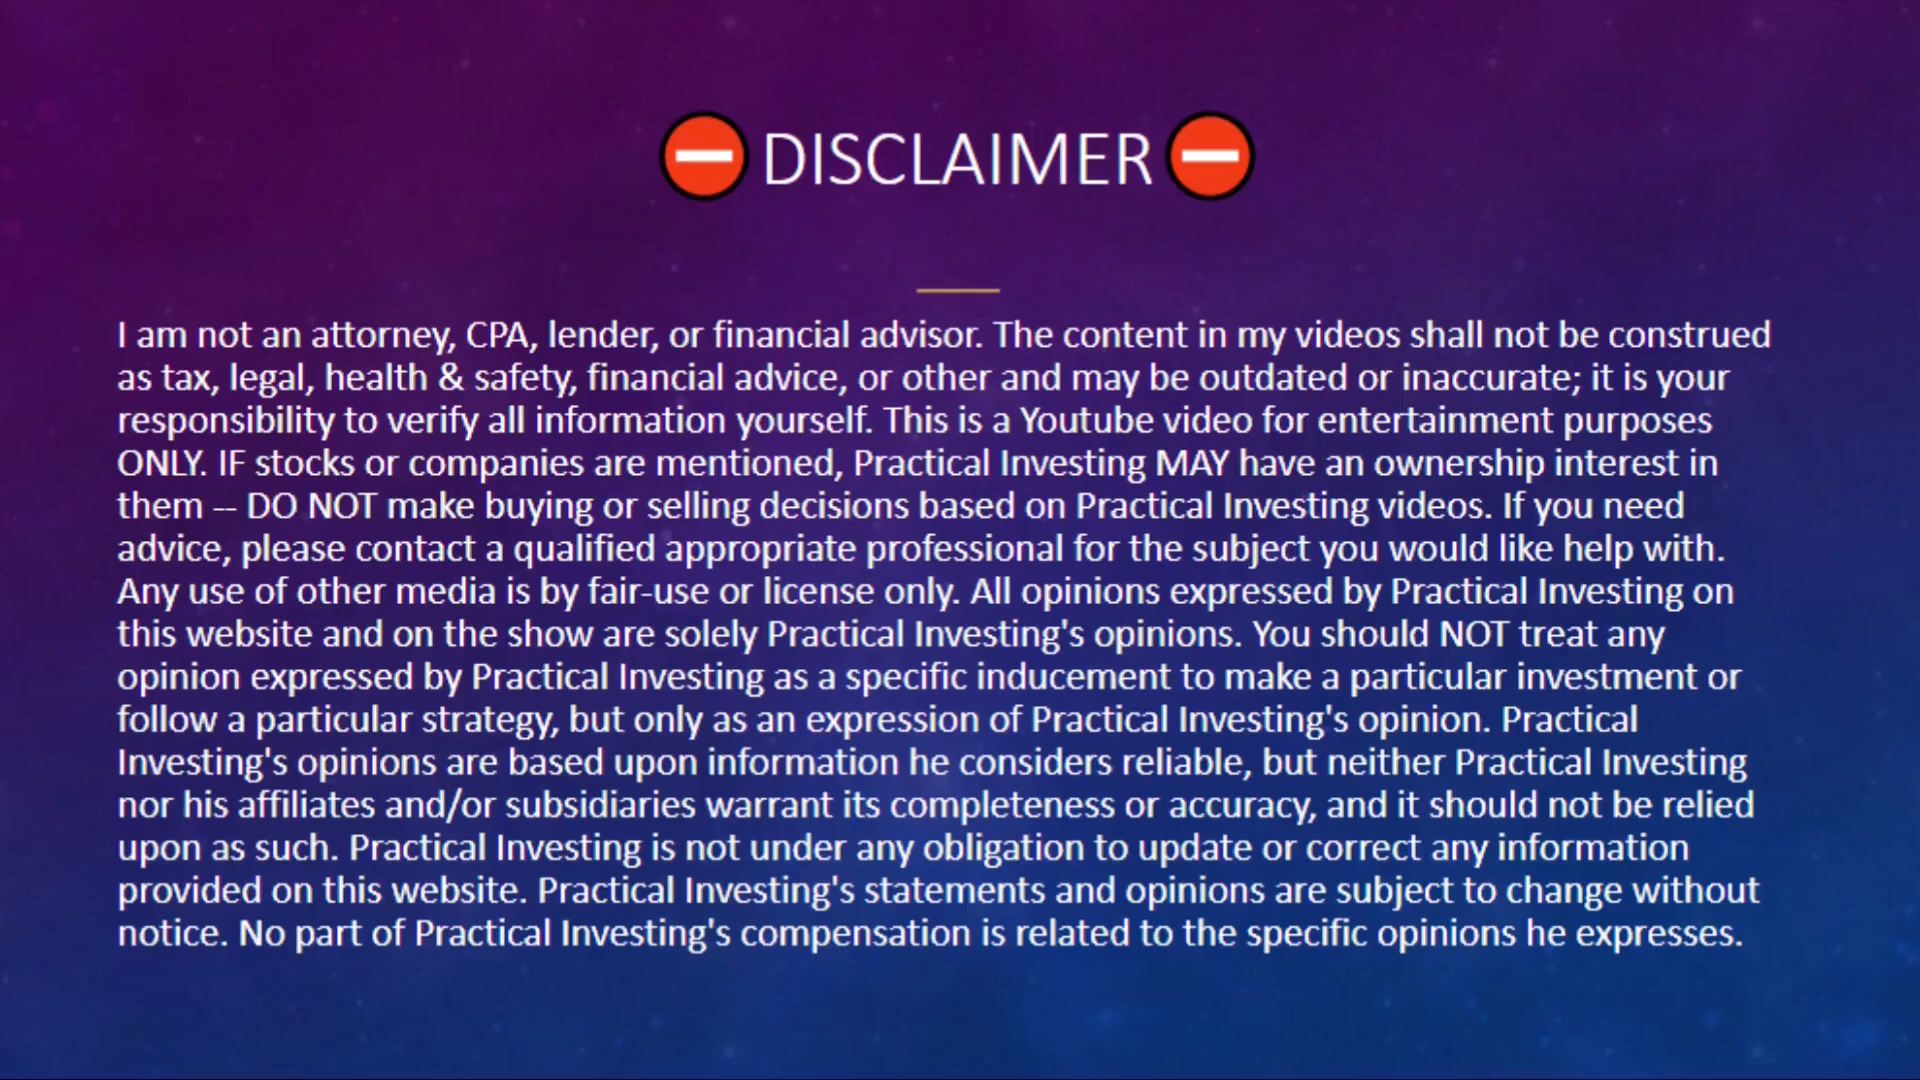 ⛔DISCLAIMER⛔
I am not an attorney, CPA, lender, or financial advisor. The content in my videos shall not be construed
as tax, legal, health & safety, financial advice, or other and may be outdated or inaccurate; it is your
responsibility to verify all information yourself. This is a Youtube video for entertainment purposes
ONLY. IF stocks or companies are mentioned, Practical Investing MAY have an ownership interest in
them -- DO NOT make buying or selling decisions based on Practical Investing videos. If you need
advice, please contact a qualified appropriate professional for the subject you would like help with.
Any use of other media is by fair-use or license only. All opinions expressed by Practical Investing on
this website and on the show are solely Practical Investing's opinions. You should NOT treat any
opinion expressed by Practical Investing as a specific inducement to make a particular investment or
follow a particular strategy, but only as an expression of Practical Investing's opinion. Practical
Investing's opinions are based upon information he considers reliable, but neither Practical Investing
nor his affiliates and/or subsidiaries warrant its completeness or accuracy, and it should not be relied
upon as such. Practical Investing is not under any obligation to update or correct any information
provided on this website. Practical Investing's statements and opinions are subject to change without
notice. No part of Practical Investing's compensation is related to the specific opinions he expresses.